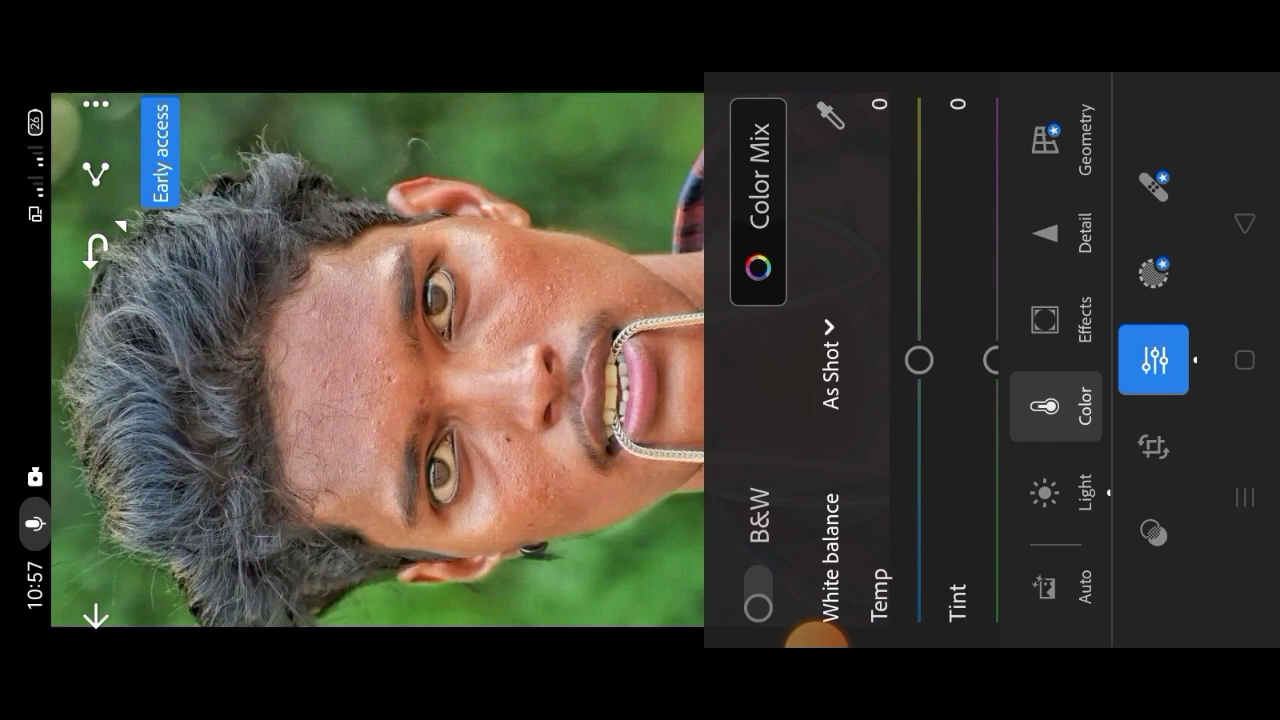 10:57
26
Early access
B&W
Color Mix
White balance
As Shot
Temp
0
Tint
0
Auto
Light
Color
Effects
Detail
Geometry